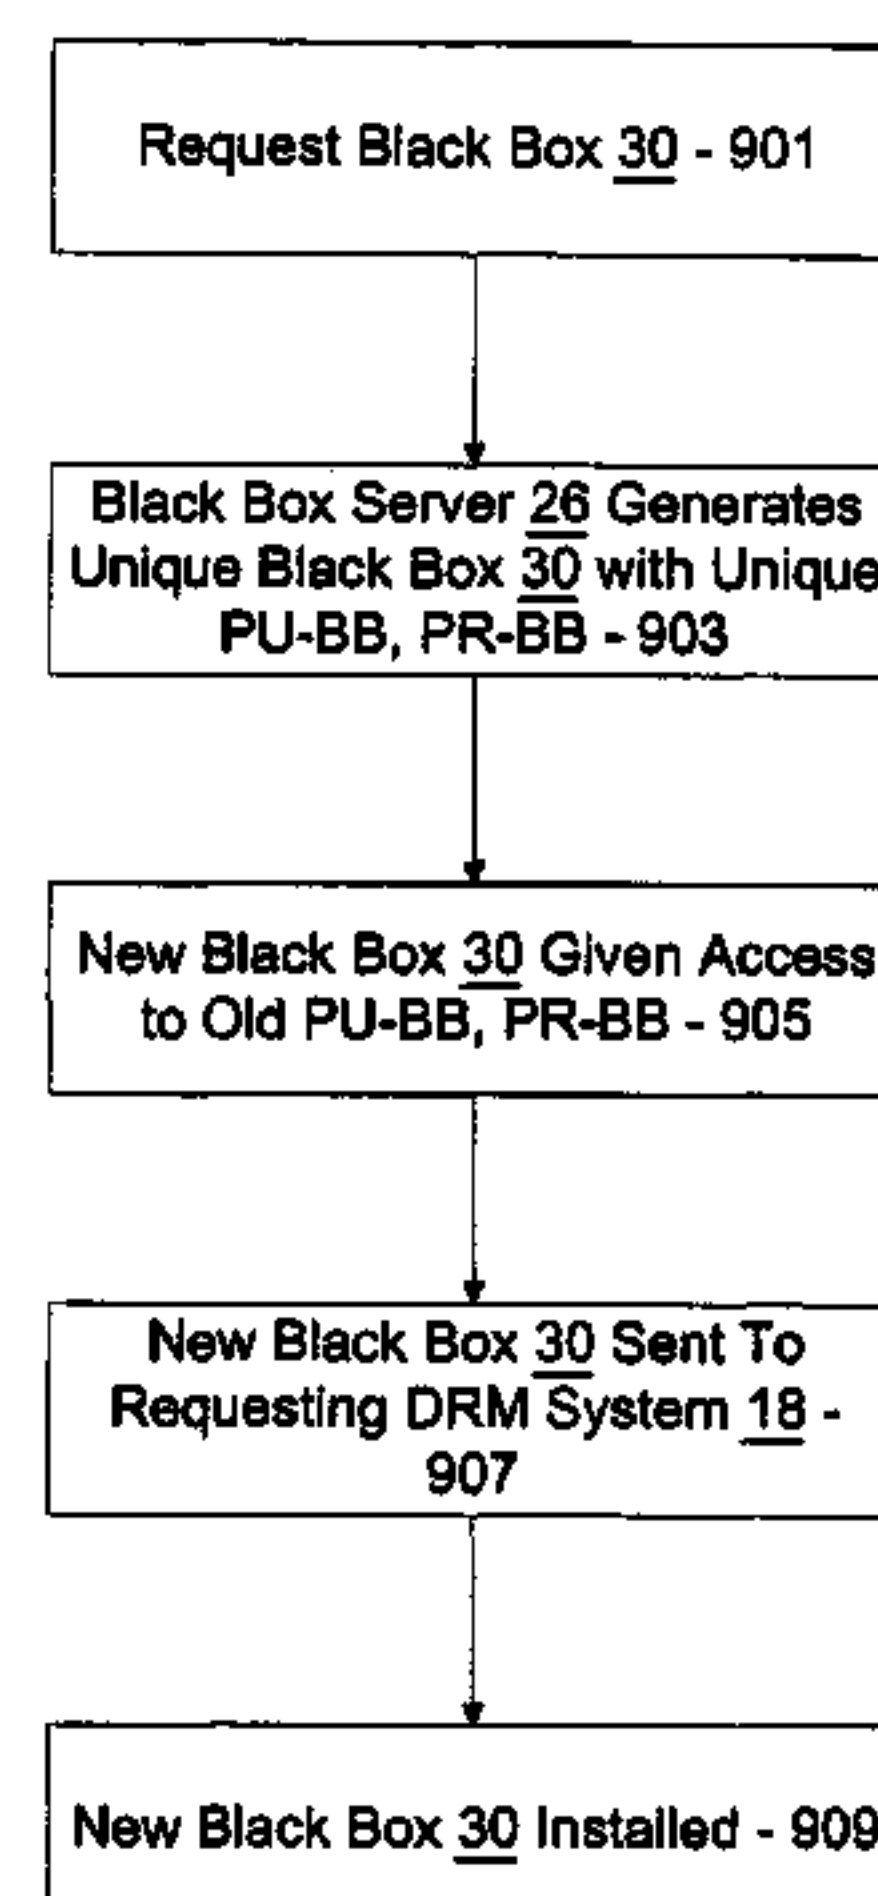 Request Black Box 30 - 901
Black Box Server 26 Generates
Unique Black Box 30 with Unique
PU-BB, PR-BB - 903
New Black Box 30 Given Access
to Old PU-BB, PR-BB - 905
New Black Box 30 Sent To
Requesting DRM System 18 -
907
New Black Box 30 Installed - 909